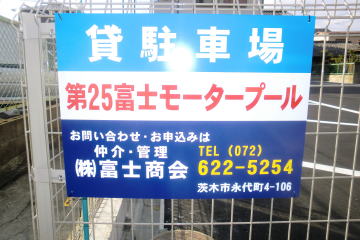 貸駐車場
第25富士モータープール
お問い合わせ・お申込みは
仲介・管理 TEL (072)
㈱富士商会 622-5254
茨木市永代町4-106